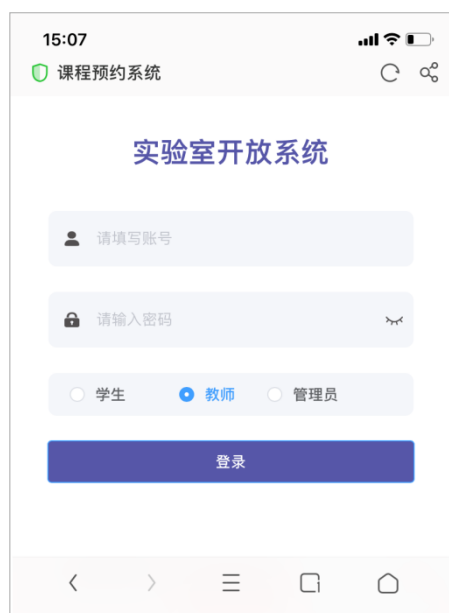 15:07
课程预约系统
实验室开放系统
请填写账号
请输入密码
学生 教师 管理员
登录